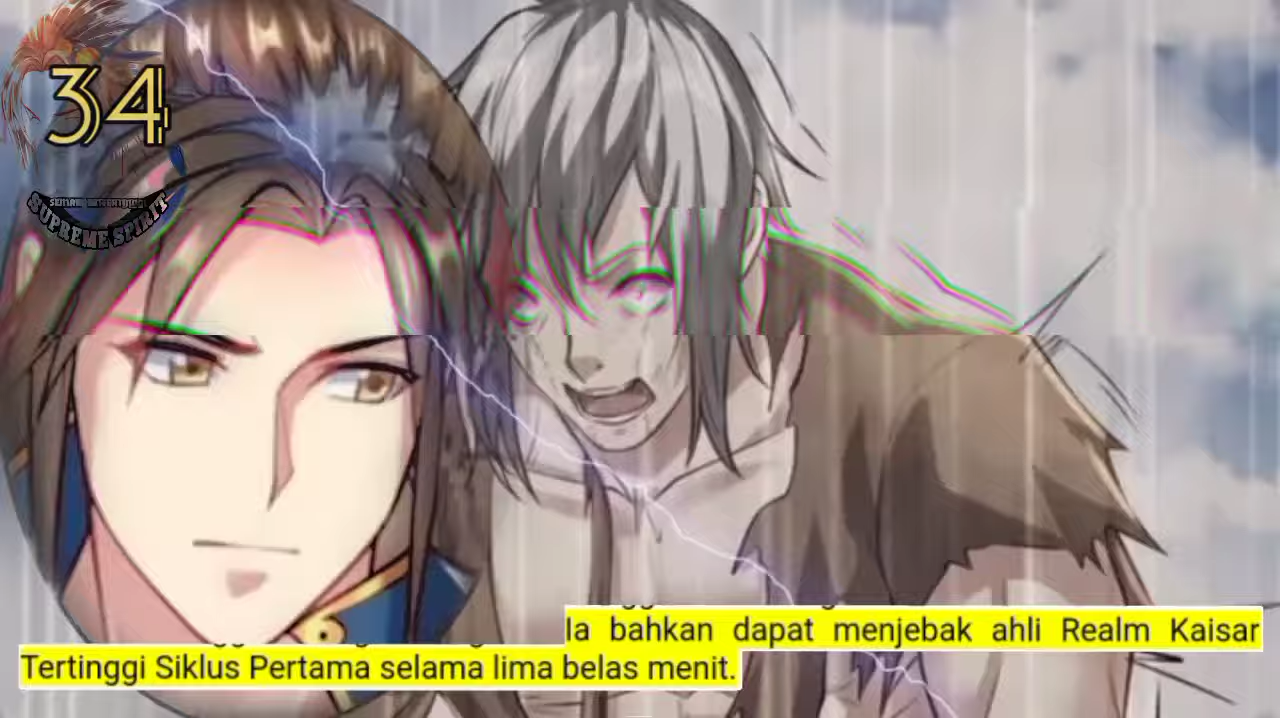 34
SUPREME SPIRIT
Ia bahkan dapat menjebak ahli Realm Kaisar
Tertinggi Siklus Pertama selama lima belas menit.